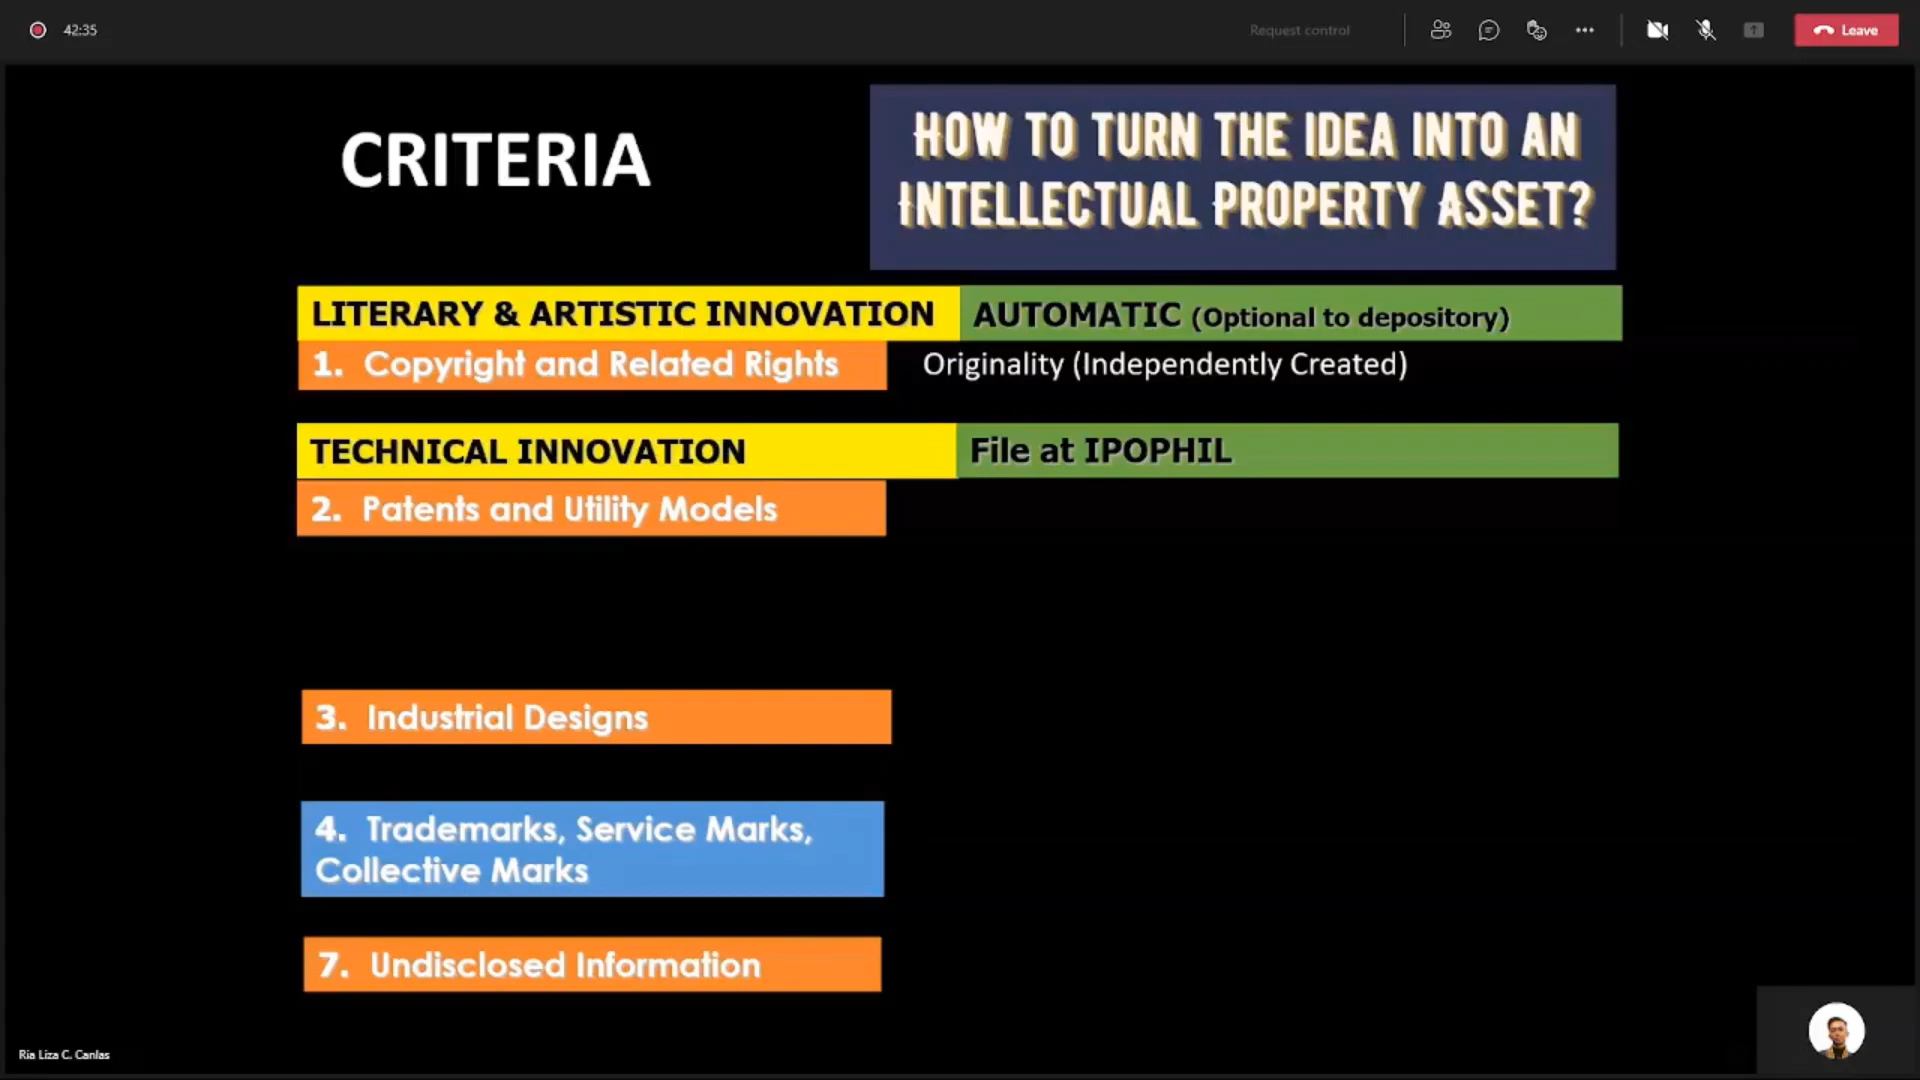 42:35
Request control
Leave
CRITERIA
HOW TO TURN THE IDEA INTO AN
INTELLECTUAL PROPERTY ASSET?
LITERARY & ARTISTIC INNOVATION
AUTOMATIC (Optional to depository)
1. Copyright and Related Rights
Originality (Independently Created)
TECHNICAL INNOVATION
File at IPOPHIL
2. Patents and Utility Models
3. Industrial Designs
4. Trademarks, Service Marks,
Collective Marks
7. Undisclosed Information
Ria Liza C. Canlas